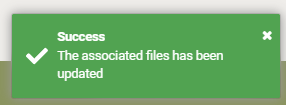 Success
The associated files has been
updated